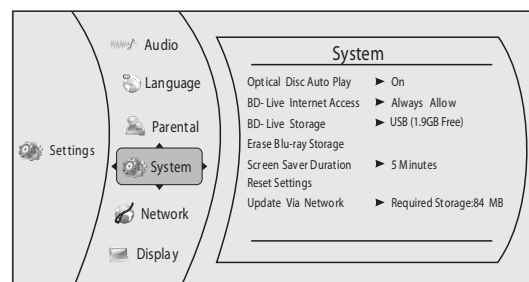 Settings
Audio
Language
Parental
System
Network
Display
System
Optical Disc Auto Play ► On
BD-Live Internet Access ► Always Allow
BD-Live Storage ► USB (1.9GB Free)
Erase Blu-ray Storage
Screen Saver Duration ► 5 Minutes
Reset Settings
Update Via Network ► Required Storage:84 MB